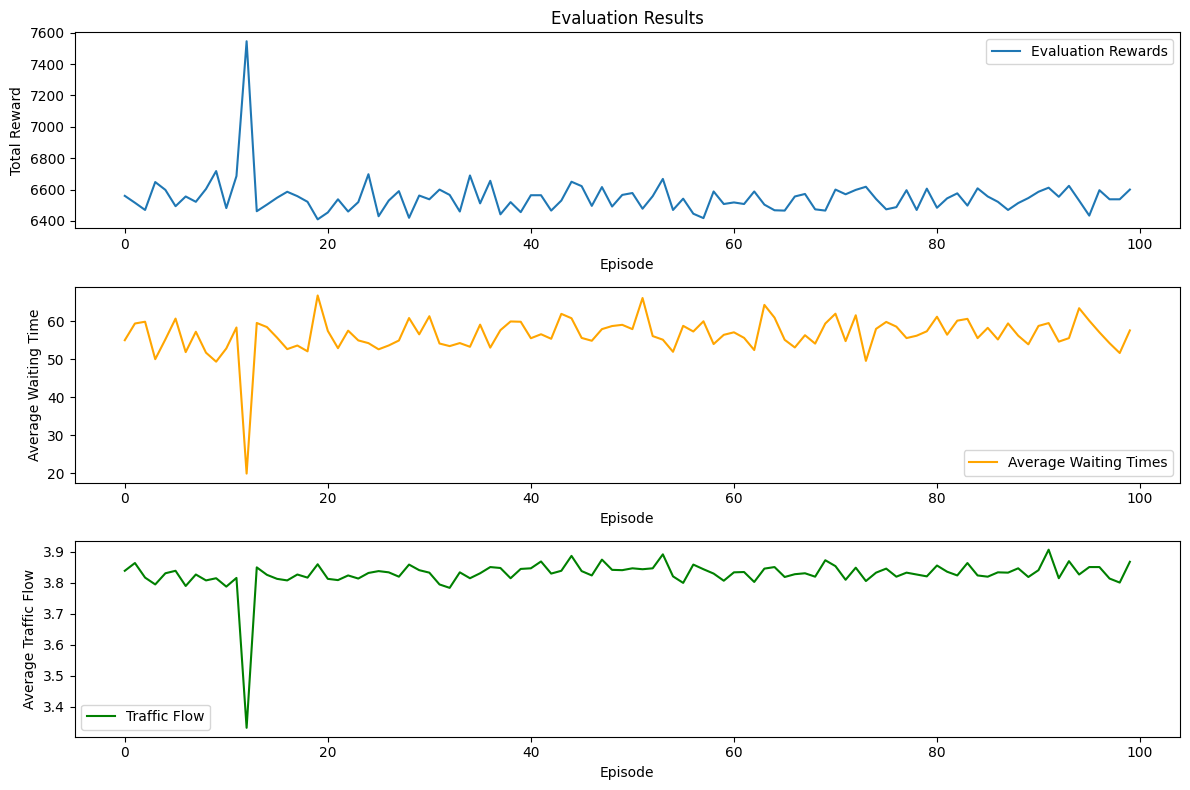 Evaluation Results
Total Reward
7600
7400
7200
7000
6800
6600
6400
Evaluation Rewards
0 20 40 60 80 100
Episode
Average Waiting Time
60
50
40
30
20
Average Waiting Times
0 20 40 60 80 100
Episode
Average Traffic Flow
3.9
3.8
3.7
3.6
3.5
3.4
Traffic Flow
0 20 40 60 80 100
Episode